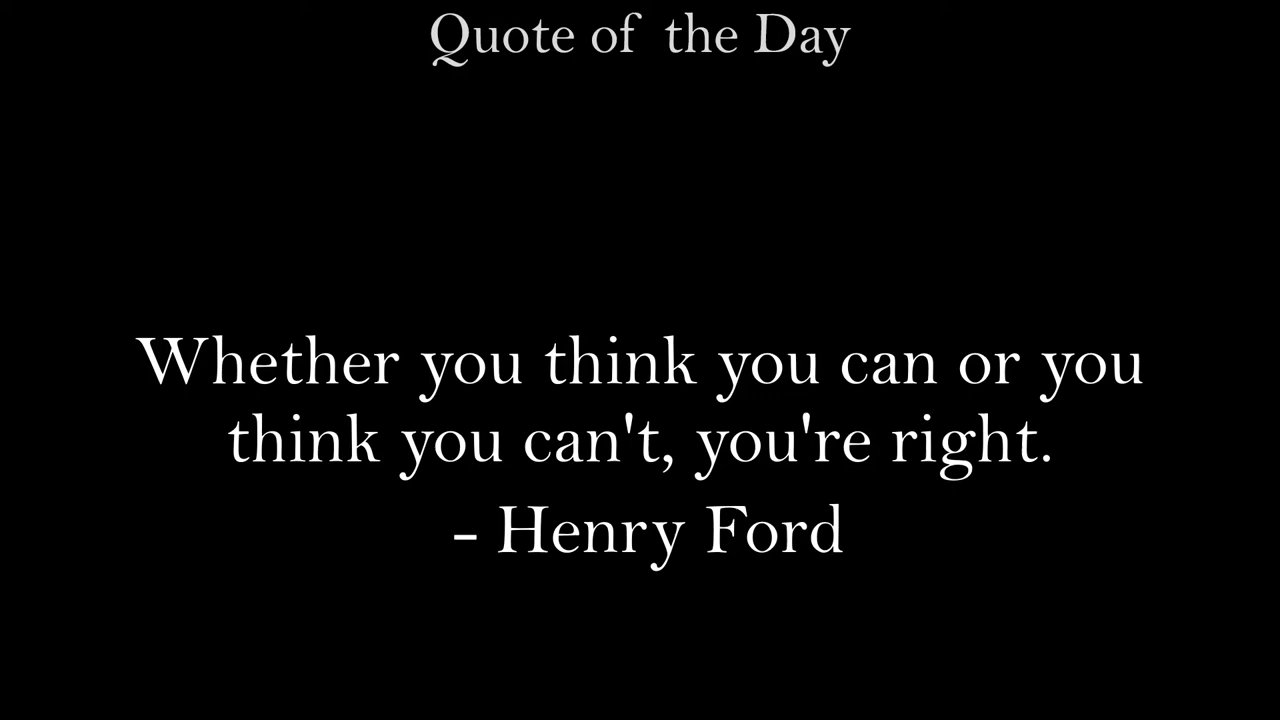 Quote of the Day
Whether you think you can or you
think you can't, you're right.
- Henry Ford